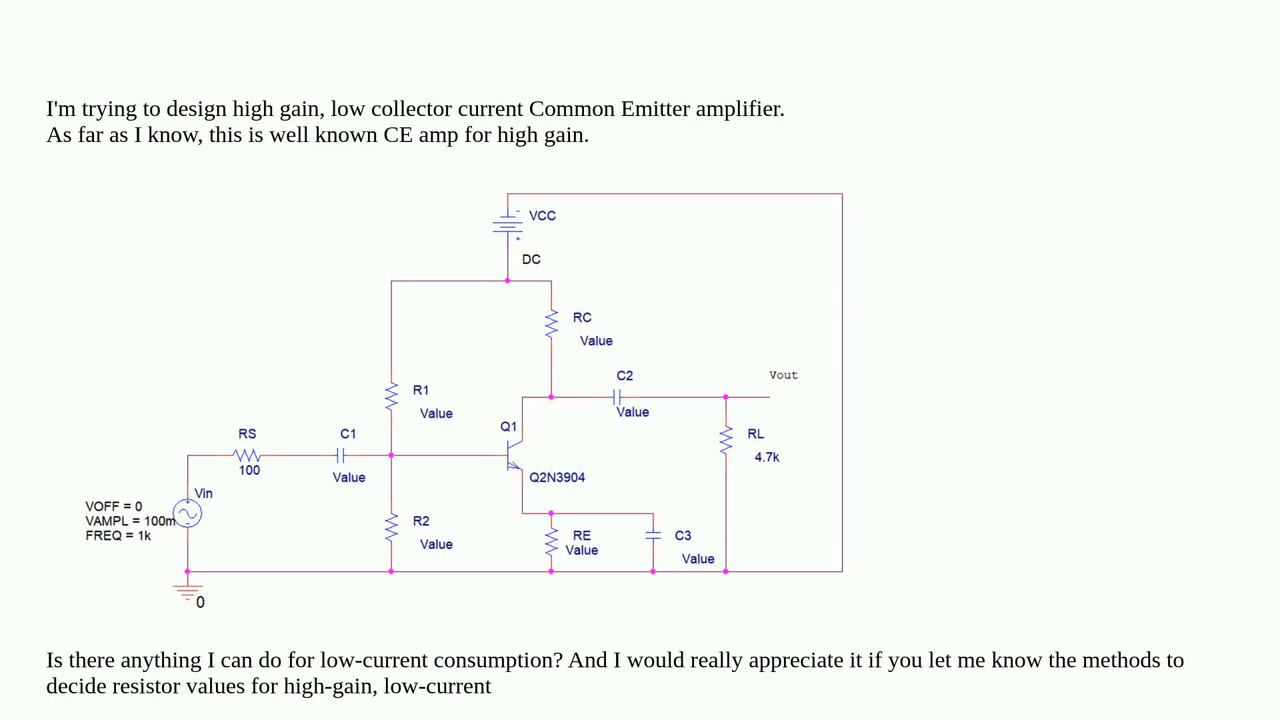 I'm trying to design high gain, low collector current Common Emitter amplifier.
As far as I know, this is well known CE amp for high gain.
-
VCC
+
DC
RC
Value
Vout
C2
Value
R1
Value
RS
100
C1
Value
Q1
Q2N3904
RL
4.7k
Vin
VOFF = 0
VAMPL = 100m
FREQ = 1k
+
-
R2
Value
RE
Value
C3
Value
0
Is there anything I can do for low-current consumption? And I would really appreciate it if you let me know the methods to
decide resistor values for high-gain, low-current